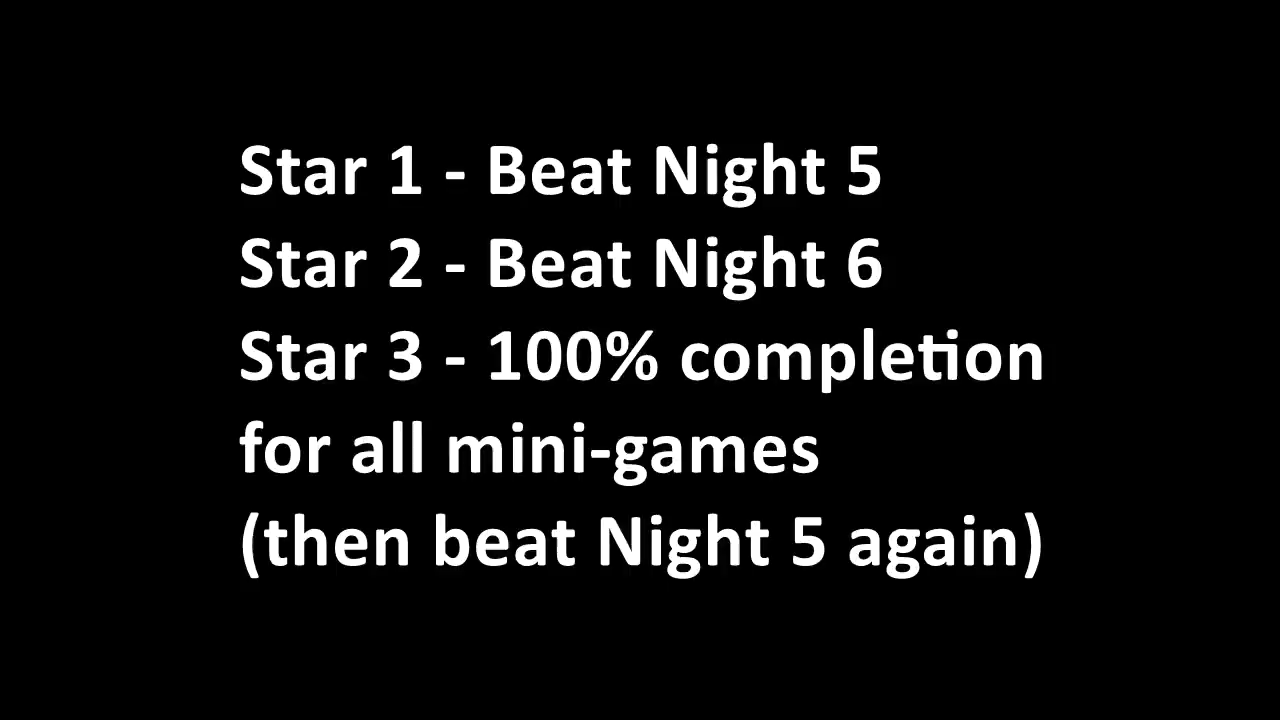 Star 1 - Beat Night 5
Star 2 - Beat Night 6
Star 3 - 100% completion
for all mini-games
(then beat Night 5 again)